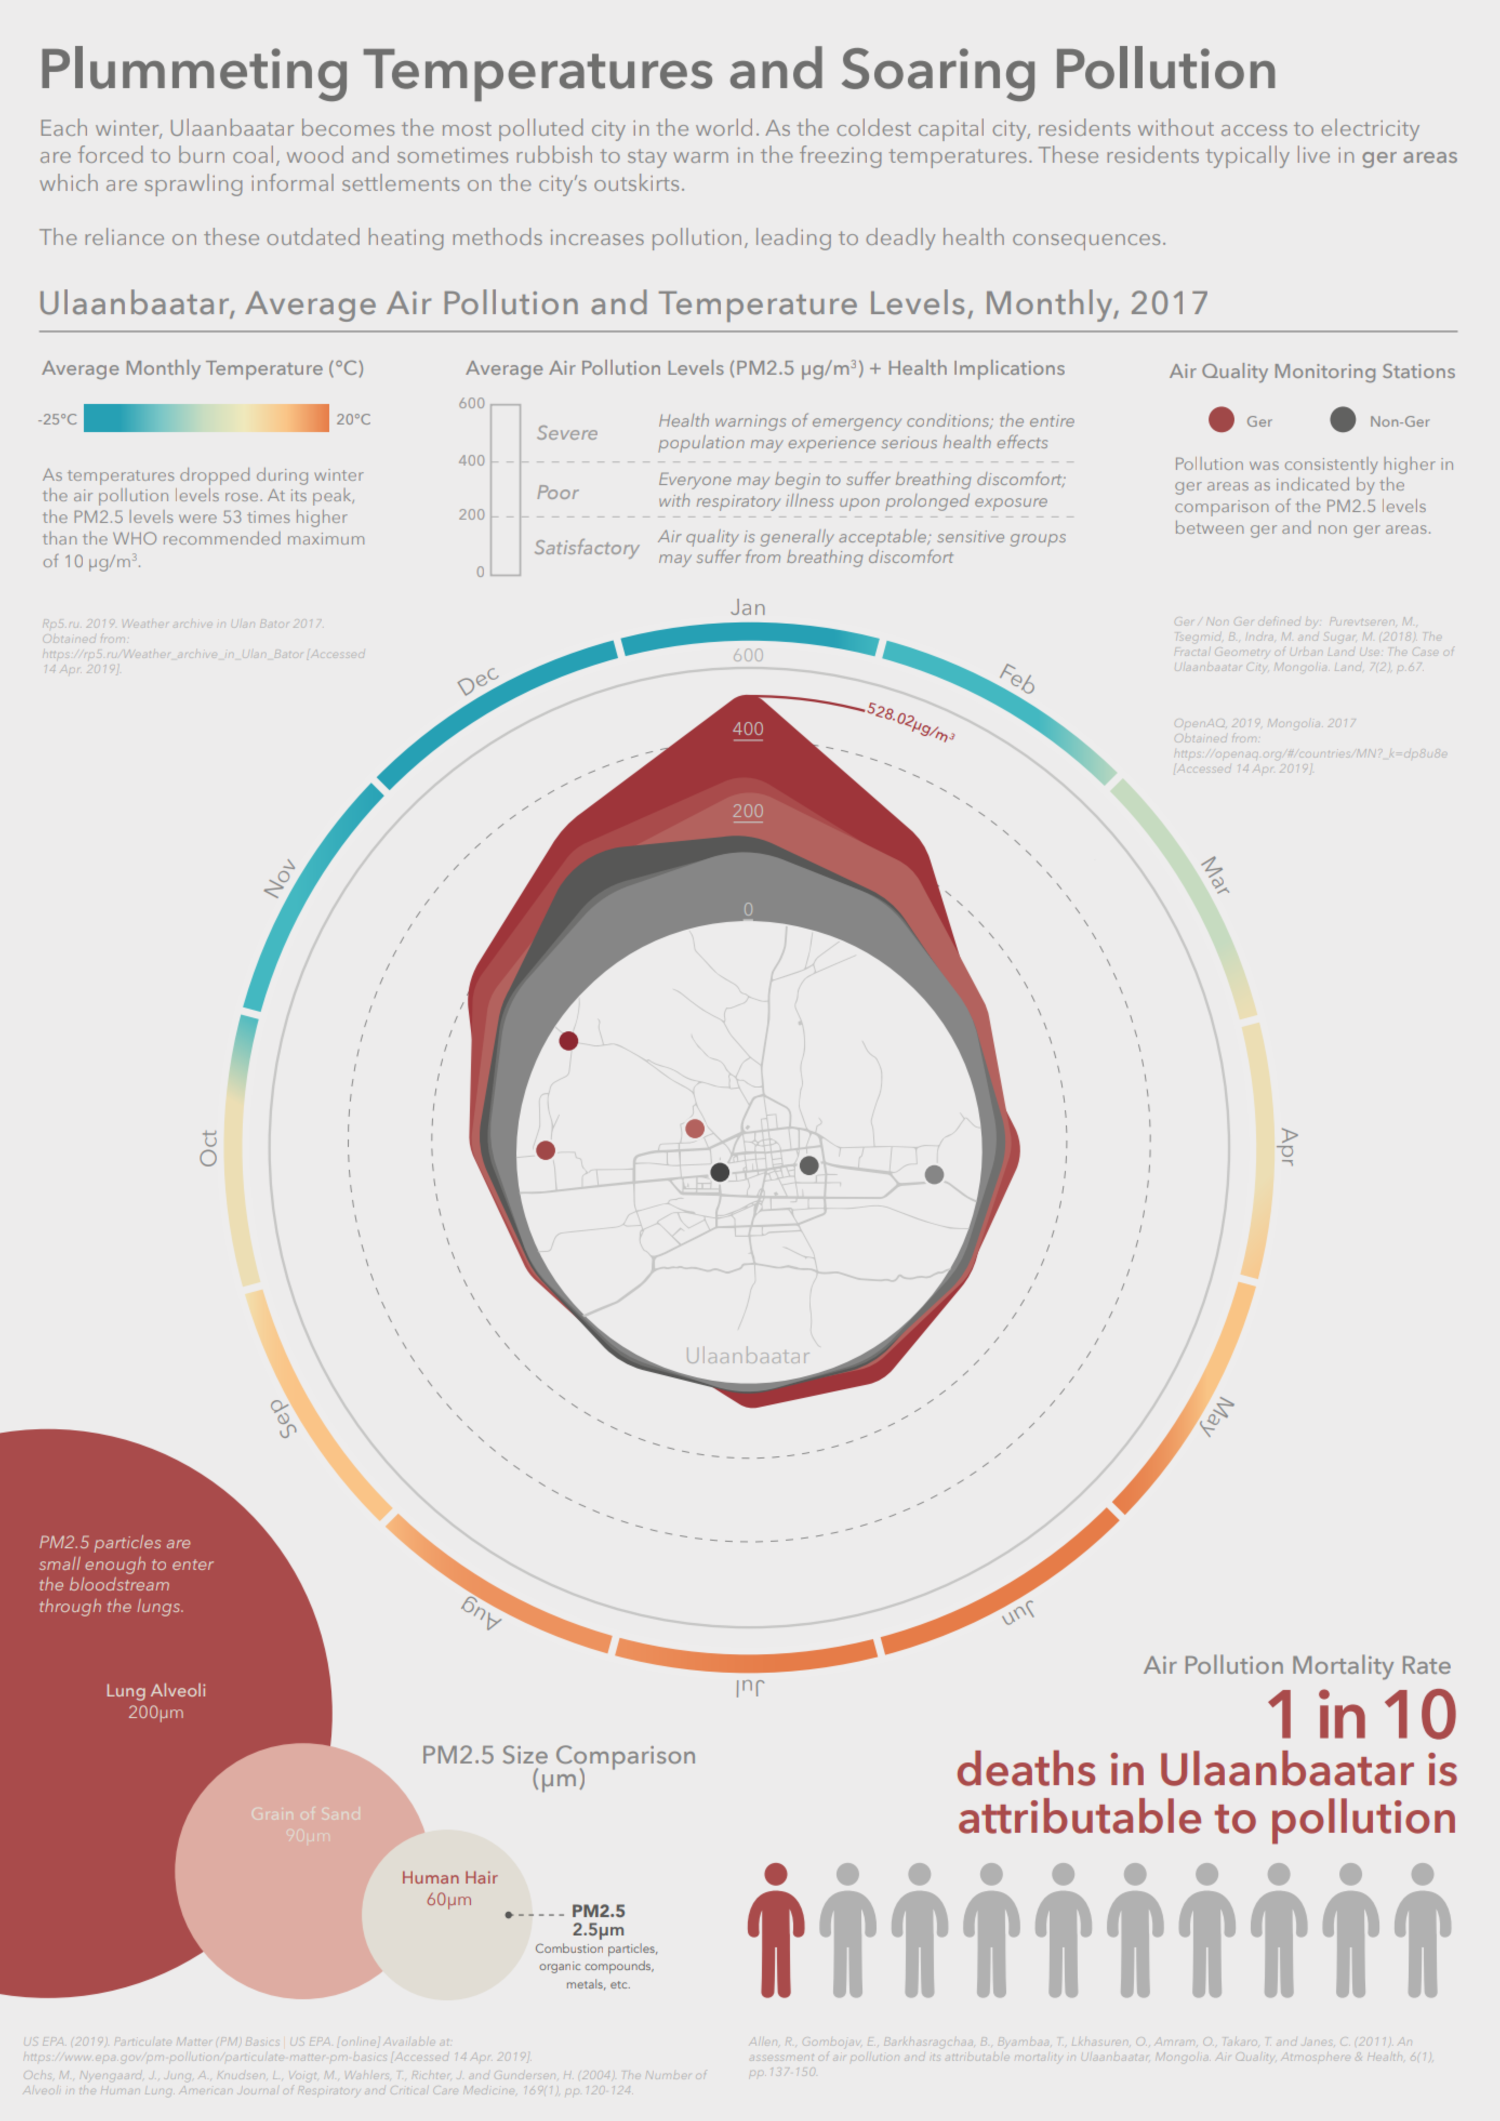 Plummeting Temperatures and Soaring Pollution
Each winter, Ulaanbaatar becomes the most polluted city in the world. As the coldest capital city, residents without access to electricity
are forced to burn coal, wood and sometimes rubbish to stay warm in the freezing temperatures. These residents typically live in ger areas
which are sprawling informal settlements on the city's outskirts.
The reliance on these outdated heating methods increases pollution, leading to deadly health consequences.
Ulaanbaatar, Average Air Pollution and Temperature Levels, Monthly, 2017
Average Monthly Temperature (°C)
-25°C
20°C
As temperatures dropped during winter
the air pollution levels rose. At its peak,
the PM2.5 levels were 53 times higher
than the WHO recommended maximum
of 10 µg/m³.
Rp5.ru. 2019. Weather archive in Ulan Bator 2017.
Obtained from:
https://rp5.ru/Weather_archive_in_Ulan_Bator [Accessed
14 Apr. 2019].
Average Air Pollution Levels (PM2.5 µg/m³) + Health Implications
600
Severe
Health warnings of emergency conditions; the entire
population may experience serious health effects
400
Poor
Everyone may begin to suffer breathing discomfort;
with respiratory illness upon prolonged exposure
200
Satisfactory
Air quality is generally acceptable; sensitive groups
may suffer from breathing discomfort
0
Air Quality Monitoring Stations
Ger
Non-Ger
Pollution was consistently higher in
ger areas as indicated by the
comparison of the PM2.5 levels
between ger and non ger areas.
Ger / Non Ger defined by: Purevtseren, M.,
Tsegmid, B., Indra, M. and Sugar, M. (2018). The
Fractal Geometry of Urban Land Use: The Case of
Ulaanbaatar City, Mongolia. Land, 7(2), p.67.
OpenAQ, 2019, Mongolia. 2017
Obtained from:
https://openaq.org/#/countries/MN?_k=dp8u8e
[Accessed 14 Apr. 2019].
Jan
Feb
Mar
Apr
May
Jun
Jul
Aug
Sep
Oct
Nov
Dec
600
528.02µg/m³
400
200
0
Ulaanbaatar
PM2.5 particles are
small enough to enter
the bloodstream
through the lungs.
Lung Alveoli
200µm
Grain of Sand
90µm
Human Hair
60µm
PM2.5 Size Comparison
(µm)
PM2.5
2.5µm
Combustion particles,
organic compounds,
metals, etc.
Air Pollution Mortality Rate
1 in 10
deaths in Ulaanbaatar is
attributable to pollution
US EPA. (2019). Particulate Matter (PM) Basics | US EPA. [online] Available at:
https://www.epa.gov/pm-pollution/particulate-matter-pm-basics [Accessed 14 Apr. 2019].
Ochs, M., Nyengaard, J., Jung, A., Knudsen, L., Voigt, M., Wahlers, T., Richter, J. and Gundersen, H. (2004). The Number of
Alveoli in the Human Lung. American Journal of Respiratory and Critical Care Medicine, 169(1), pp.120-124.
Allen, R., Gombojav, E., Barkhasragchaa, B., Byambaa, T., Lkhasuren, O., Amram, O., Takaro, T. and Janes, C. (2011). An
assessment of air pollution and its attributable mortality in Ulaanbaatar, Mongolia. Air Quality, Atmosphere & Health, 6(1),
pp.137-150.